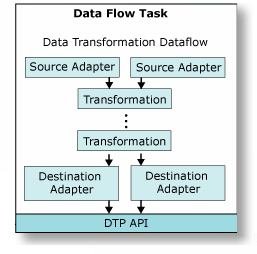 Data Flow Task
Data Transformation Dataflow
Source Adapter
Source Adapter
Transformation
Transformation
Destination
Adapter
Destination
Adapter
DTP API